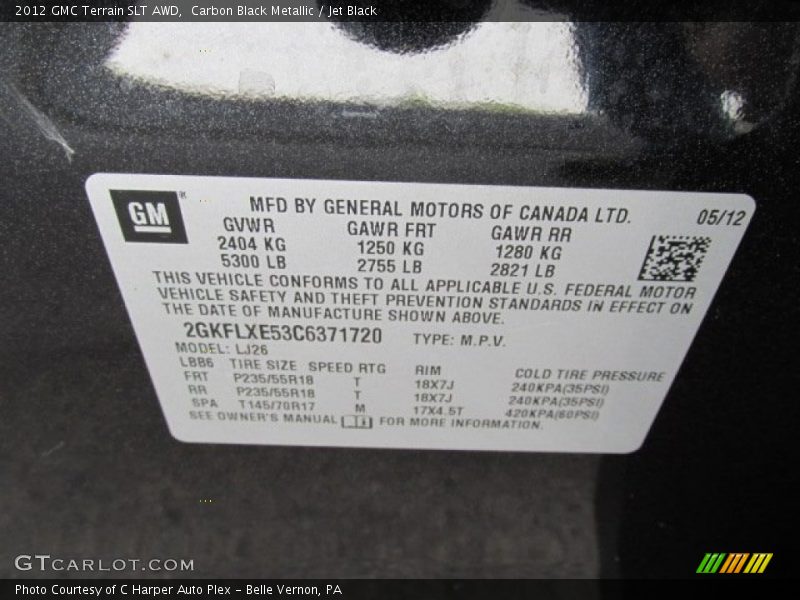 2012 GMC Terrain SLT AWD,  Carbon Black Metallic / Jet Black
GM®
MFD BY GENERAL MOTORS OF CANADA LTD. 05/12
GVWR GAWR FRT GAWR RR
2404 KG 1250 KG 1280 KG
5300 LB 2755 LB 2821 LB
THIS VEHICLE CONFORMS TO ALL APPLICABLE U.S. FEDERAL MOTOR
VEHICLE SAFETY AND THEFT PREVENTION STANDARDS IN EFFECT ON
THE DATE OF MANUFACTURE SHOWN ABOVE.
2GKFLXE53C6371720 TYPE: M.P.V.
MODEL: LJ26
LBB6 TIRE SIZE SPEED RTG RIM COLD TIRE PRESSURE
FRT P235/55R18 T 18X7J 240KPA(35PSI)
RR P235/55R18 T 18X7J 240KPA(35PSI)
SPA T145/70R17 M 17X4.5T 420KPA(60PSI)
SEE OWNER'S MANUAL FOR MORE INFORMATION.
GTCARLOT.COM
Photo Courtesy of C Harper Auto Plex - Belle Vernon, PA